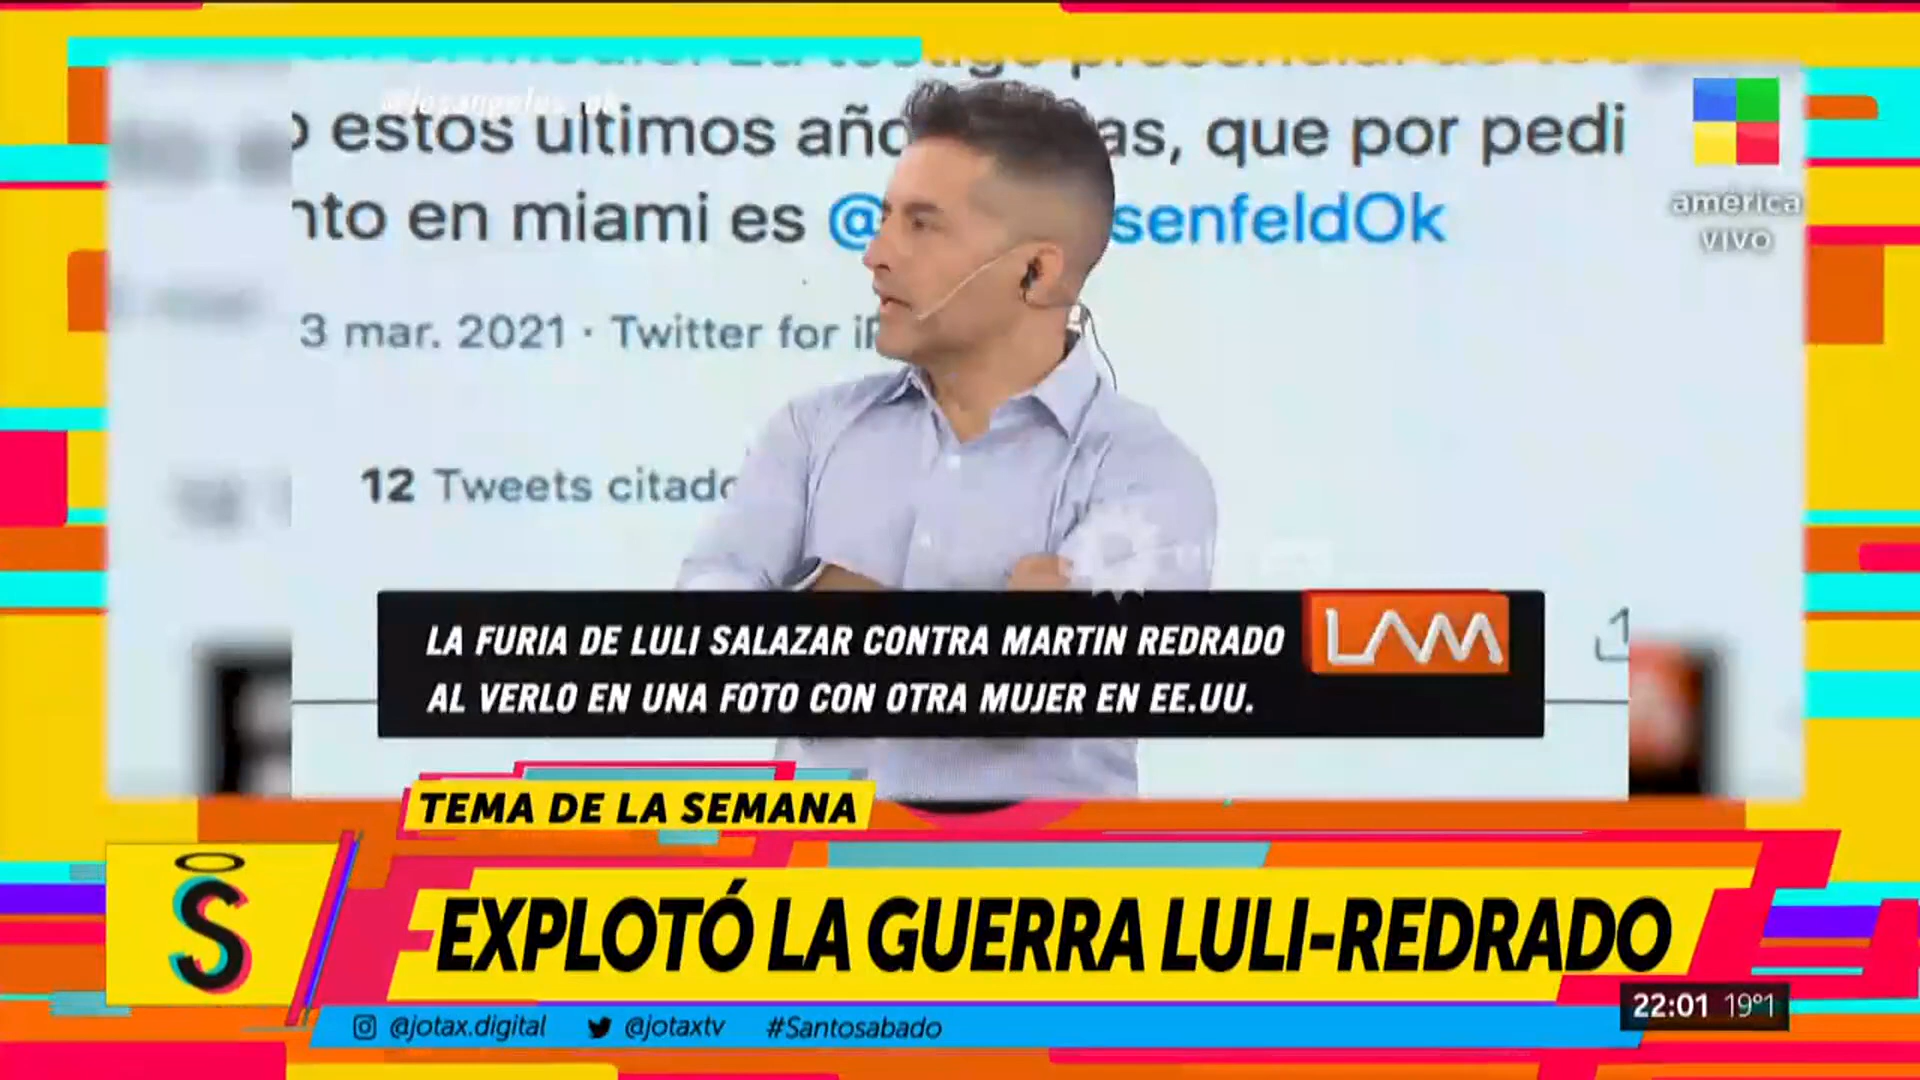 @losangeles_ok
estos ultimos
as, que por pedi
nto en miami es @
senfeldOk
3 mar. 2021 · Twitter for
12 Tweets citado
américa
VIVO
LA FURIA DE LULI SALAZAR CONTRA MARTIN REDRADO
AL VERLO EN UNA FOTO CON OTRA MUJER EN EE.UU.
LAM
TEMA DE LA SEMANA
S
EXPLOTÓ LA GUERRA LULI-REDRADO
@jotax.digital @jotaxtv #Santosabado
22:01 19°1